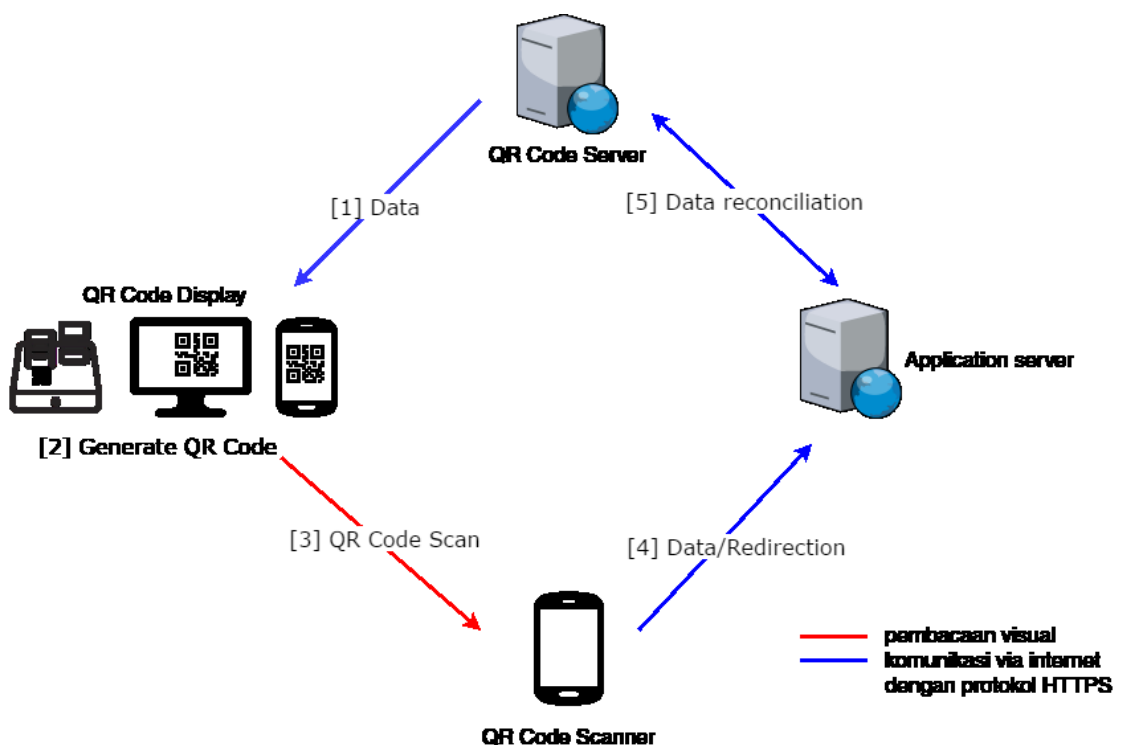 QR Code Server
[1] Data
[5] Data reconciliation
QR Code Display
Application server
[2] Generate QR Code
[3] QR Code Scan
[4] Data/Redirection
pembacaan visual
komunikasi via internet
dengan protokol HTTPS
QR Code Scanner